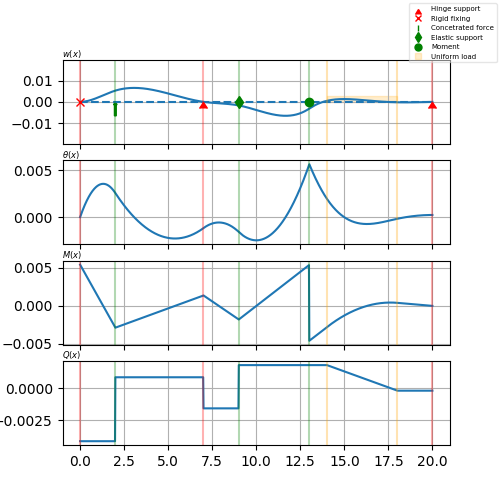 Hinge support
Rigid fixing
Concetrated force
Elastic support
Moment
Uniform load
w(x)
0.01
0.00
−0.01
θ(x)
0.005
0.000
M(x)
0.005
0.000
−0.005
Q(x)
0.0000
−0.0025
0.0 2.5 5.0 7.5 10.0 12.5 15.0 17.5 20.0